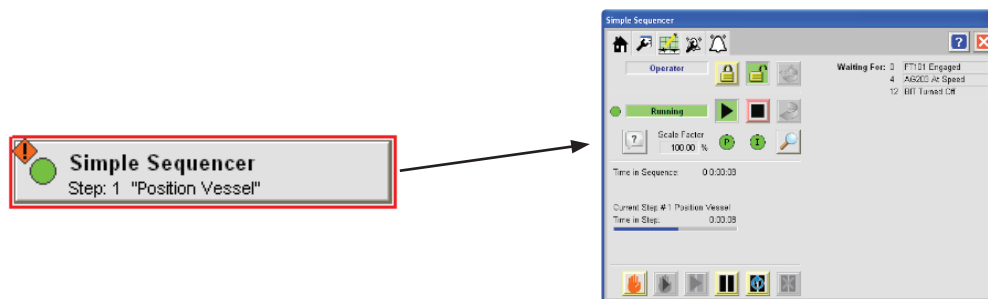 Simple Sequencer
Step: 1 "Position Vessel"
Simple Sequencer
Operator
Waiting For: 0 FT101 Engaged
4 AG203 At Speed
12 BIT Turned Off
Running
Scale Factor
100.00 %
P
I
Time in Sequence: 0 0:00:08
Current Step # 1 Position Vessel
Time in Step: 0:00:08